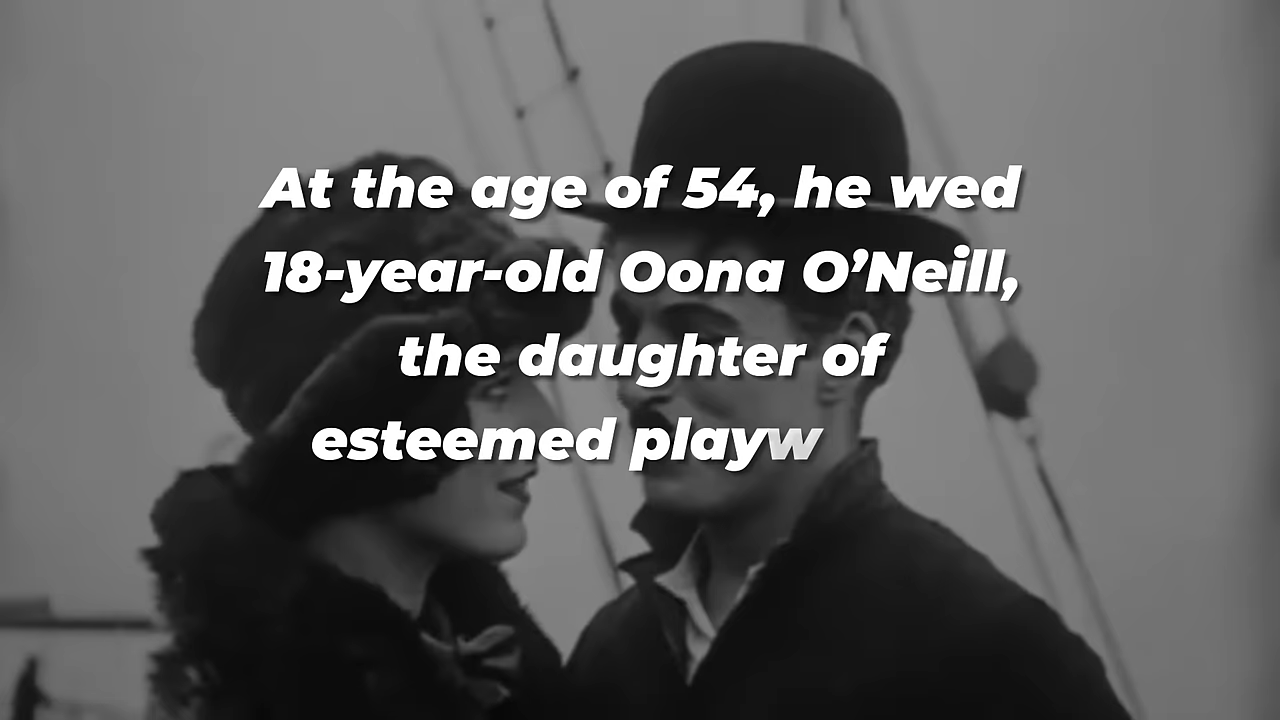 At the age of 54, he wed
18-year-old Oona O’Neill,
the daughter of
esteemed playw